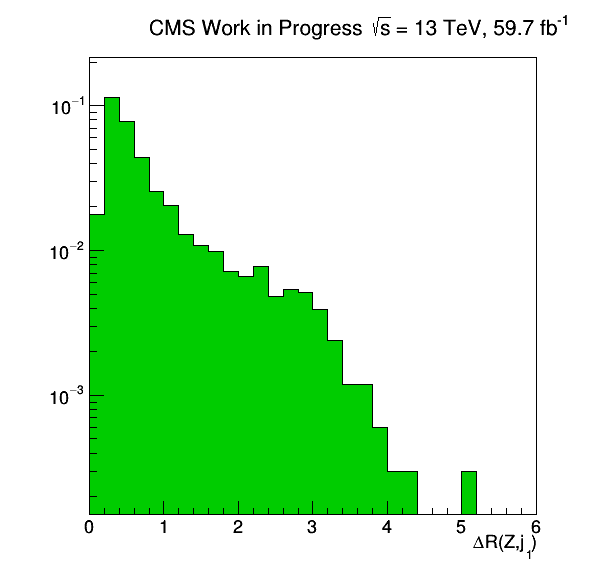 CMS Work in Progress √s = 13 TeV, 59.7 fb⁻¹
10⁻¹
10⁻²
10⁻³
0 1 2 3 4 5 6
ΔR(Z,j₁)